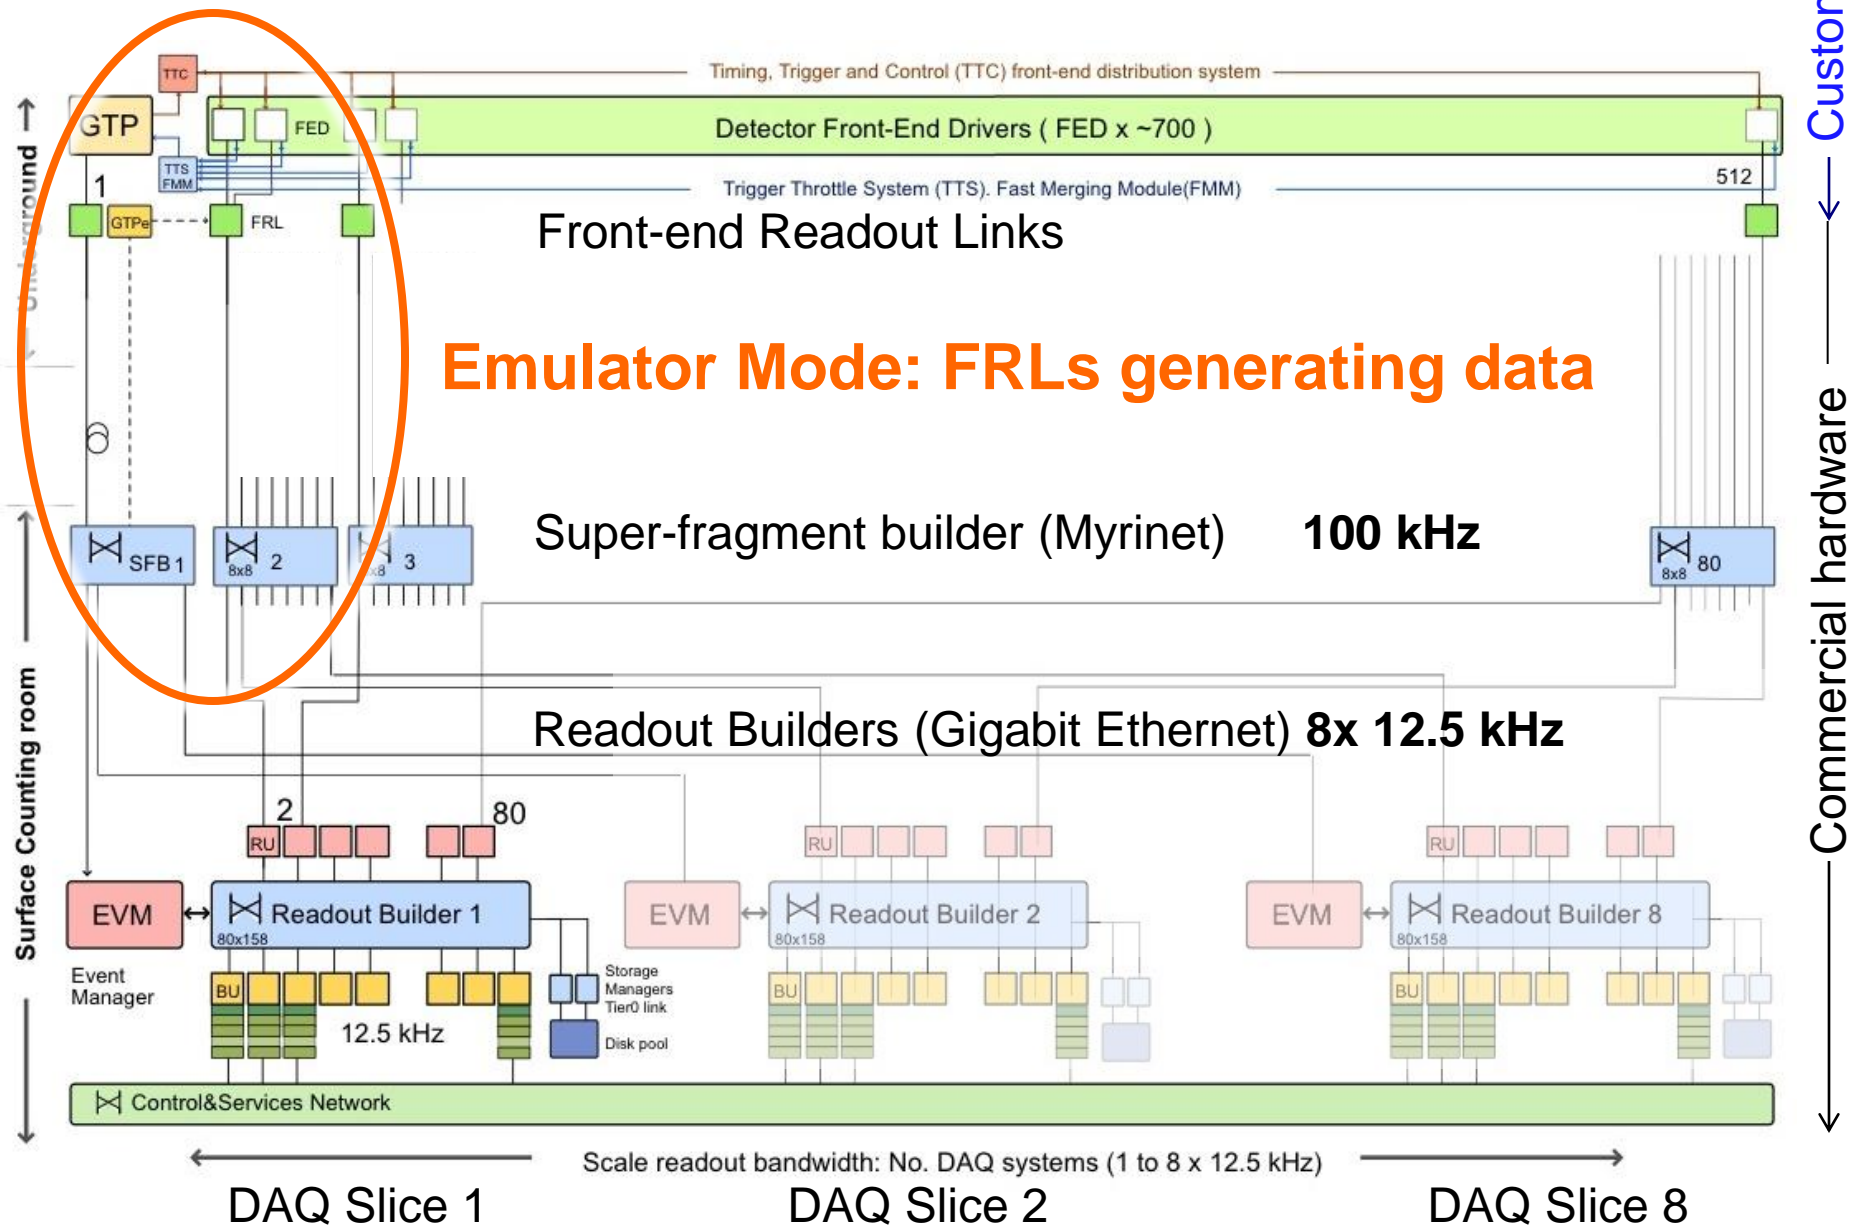 TTC
Timing, Trigger and Control (TTC) front-end distribution system
GTP
FED
Detector Front-End Drivers ( FED x ~700 )
TTS
FMM
Trigger Throttle System (TTS). Fast Merging Module(FMM)
512
1
GTPe
FRL
Front-end Readout Links
Emulator Mode: FRLs generating data
Super-fragment builder (Myrinet) 100 kHz
SFB 1
8x8 2
3
8x8 80
Readout Builders (Gigabit Ethernet) 8x 12.5 kHz
2
80
RU
RU
RU
EVM
Readout Builder 1
80x158
EVM
Readout Builder 2
80x158
EVM
Readout Builder 8
80x158
Event
Manager
BU
12.5 kHz
Storage
Managers
Tier0 link
Disk pool
BU
BU
Control&Services Network
Scale readout bandwidth: No. DAQ systems (1 to 8 x 12.5 kHz)
DAQ Slice 1
DAQ Slice 2
DAQ Slice 8
Surface Counting room
Commercial hardware